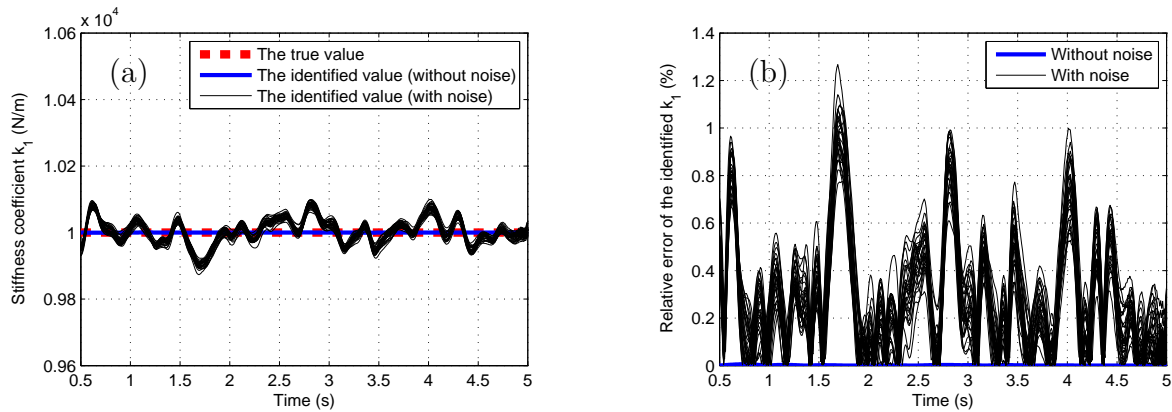 x 10⁴
1.06
1.04
1.02
1
0.98
0.96
0.5 1 1.5 2 2.5 3 3.5 4 4.5 5
Time (s)
Stiffness coefficient k₁ (N/m)
(a)
The true value
The identified value (without noise)
The identified value (with noise)
1.4
1.2
1
0.8
0.6
0.4
0.2
0
0.5 1 1.5 2 2.5 3 3.5 4 4.5 5
Time (s)
Relative error of the identified k₁ (%)
(b)
Without noise
With noise